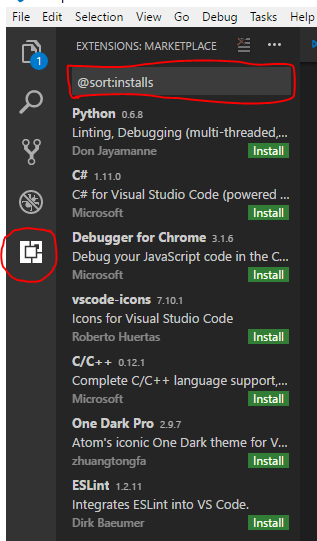 File Edit View Go Debug Tasks Help
EXTENSIONS: MARKETPLACE
1
@sort:installs
Python 0.6.8
Linting, Debugging (multi-threaded,...
Don Jayamanne Install
C# 1.11.0
C# for Visual Studio Code (powered ...
Microsoft Install
Debugger for Chrome 3.1.6
Debug your JavaScript code in the C...
Microsoft Install
vscode-icons 7.10.1
Icons for Visual Studio Code
Roberto Huertas Install
C/C++ 0.12.1
Complete C/C++ language support,...
Microsoft Install
One Dark Pro 2.9.7
Atom's iconic One Dark theme for V...
zhuangtongfa Install
ESLint 1.2.11
Integrates ESLint into VS Code.
Dirk Baeumer Install